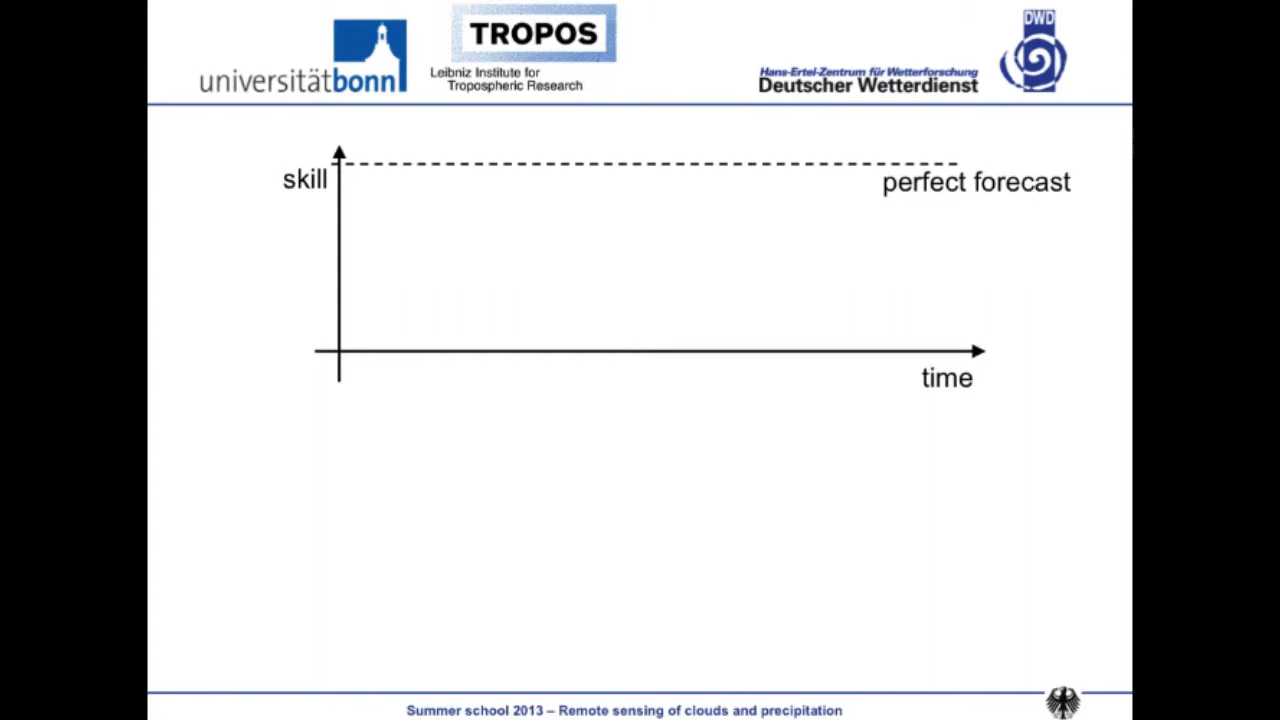 universitätbonn
TROPOS
Leibniz Institute for
Tropospheric Research
Hans-Ertel-Zentrum für Wetterforschung
Deutscher Wetterdienst
DWD
skill
perfect forecast
time
Summer school 2013 – Remote sensing of clouds and precipitation